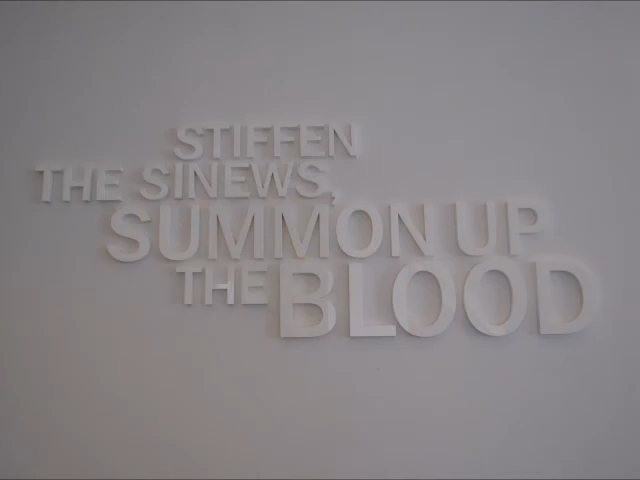 STIFFEN
THE SINEWS,
SUMMON UP
THE BLOOD